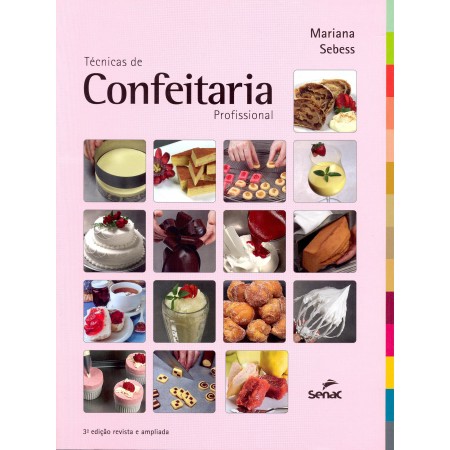 Mariana
Sebess
Técnicas de
Confeitaria
Profissional
senac
3ª edição revista e ampliada